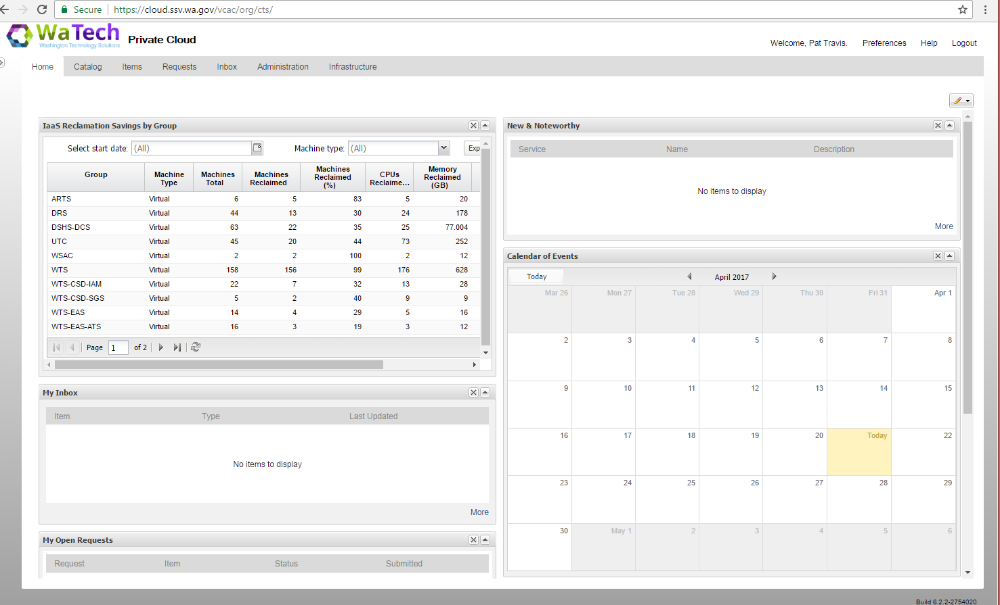 Secure https://cloud.ssv.wa.gov/vcac/org/cts/
WaTech
Washington Technology Solutions
Private Cloud
Welcome, Pat Travis. Preferences Help Logout
Home Catalog Items Requests Inbox Administration Infrastructure
IaaS Reclamation Savings by Group
Select start date: (All) Machine type: (All) Exp
Group Machine Type Machines Total Machines Reclaimed Machines Reclaimed (%) CPUs Reclaime... Memory Reclaimed (GB)
ARTS Virtual 6 5 83 5 20
DRS Virtual 44 13 30 24 178
DSHS-DCS Virtual 63 22 35 25 77.004
UTC Virtual 45 20 44 73 252
WSAC Virtual 2 2 100 2 12
WTS Virtual 158 156 99 176 628
WTS-CSD-IAM Virtual 22 7 32 13 28
WTS-CSD-SGS Virtual 5 2 40 9 9
WTS-EAS Virtual 14 4 29 5 16
WTS-EAS-ATS Virtual 16 3 19 3 12
Page 1 of 2
My Inbox
Item Type Last Updated
No items to display
More
My Open Requests
Request Item Status Submitted
New & Noteworthy
Service Name Description
No items to display
More
Calendar of Events
Today April 2017
Mar 26 Mon 27 Tue 28 Wed 29 Thu 30 Fri 31 Apr 1
2 3 4 5 6 7 8
9 10 11 12 13 14 15
16 17 18 19 20 Today 22
23 24 25 26 27 28 29
30 May 1 2 3 4 5 6
Build 6.2.2-2754020